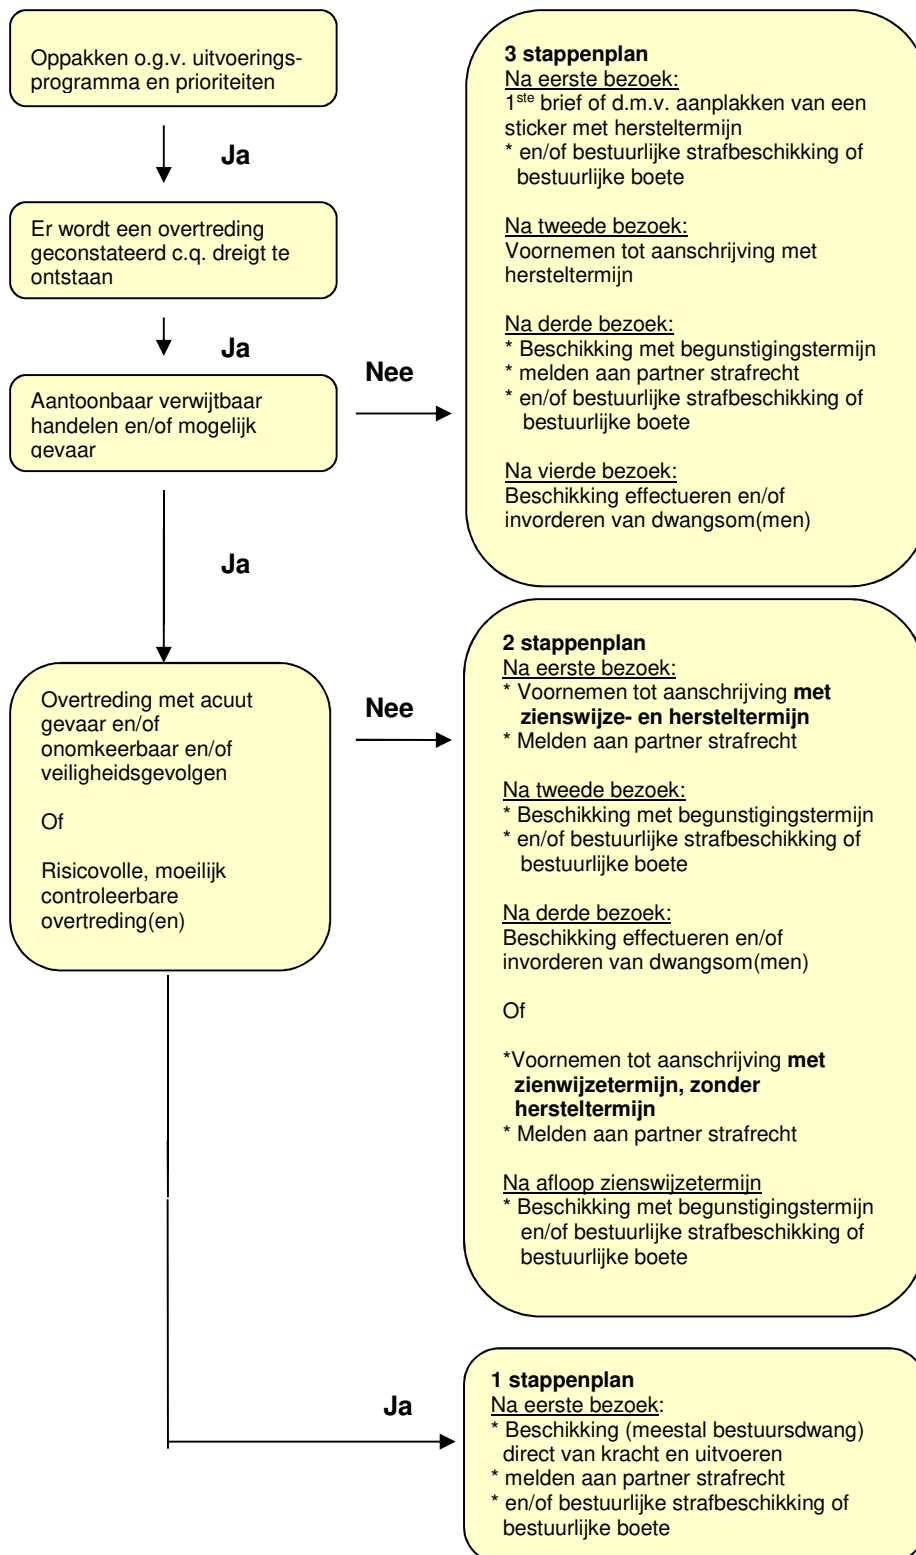 Oppakken o.g.v. uitvoerings-
programma en prioriteiten
Ja
Er wordt een overtreding
geconstateerd c.q. dreigt te
ontstaan
Ja
Aantoonbaar verwijtbaar
handelen en/of mogelijk
gevaar
Nee
3 stappenplan
Na eerste bezoek:
1ste brief of d.m.v. aanplakken van een
sticker met hersteltermijn
* en/of bestuurlijke strafbeschikking of
bestuurlijke boete
Na tweede bezoek:
Voornemen tot aanschrijving met
hersteltermijn
Na derde bezoek:
* Beschikking met begunstigingstermijn
* melden aan partner strafrecht
* en/of bestuurlijke strafbeschikking of
bestuurlijke boete
Na vierde bezoek:
Beschikking effectueren en/of
invorderen van dwangsom(men)
Ja
Overtreding met acuut
gevaar en/of
onomkeerbaar en/of
veiligheidsgevolgen
Of
Risicovolle, moeilijk
controleerbare
overtreding(en)
Nee
2 stappenplan
Na eerste bezoek:
* Voornemen tot aanschrijving met
zienswijze- en hersteltermijn
* Melden aan partner strafrecht
Na tweede bezoek:
* Beschikking met begunstigingstermijn
* en/of bestuurlijke strafbeschikking of
bestuurlijke boete
Na derde bezoek:
Beschikking effectueren en/of
invorderen van dwangsom(men)
Of
*Voornemen tot aanschrijving met
zienwijzetermijn, zonder
hersteltermijn
* Melden aan partner strafrecht
Na afloop zienswijzetermijn
* Beschikking met begunstigingstermijn
en/of bestuurlijke strafbeschikking of
bestuurlijke boete
Ja
1 stappenplan
Na eerste bezoek:
* Beschikking (meestal bestuursdwang)
direct van kracht en uitvoeren
* melden aan partner strafrecht
* en/of bestuurlijke strafbeschikking of
bestuurlijke boete